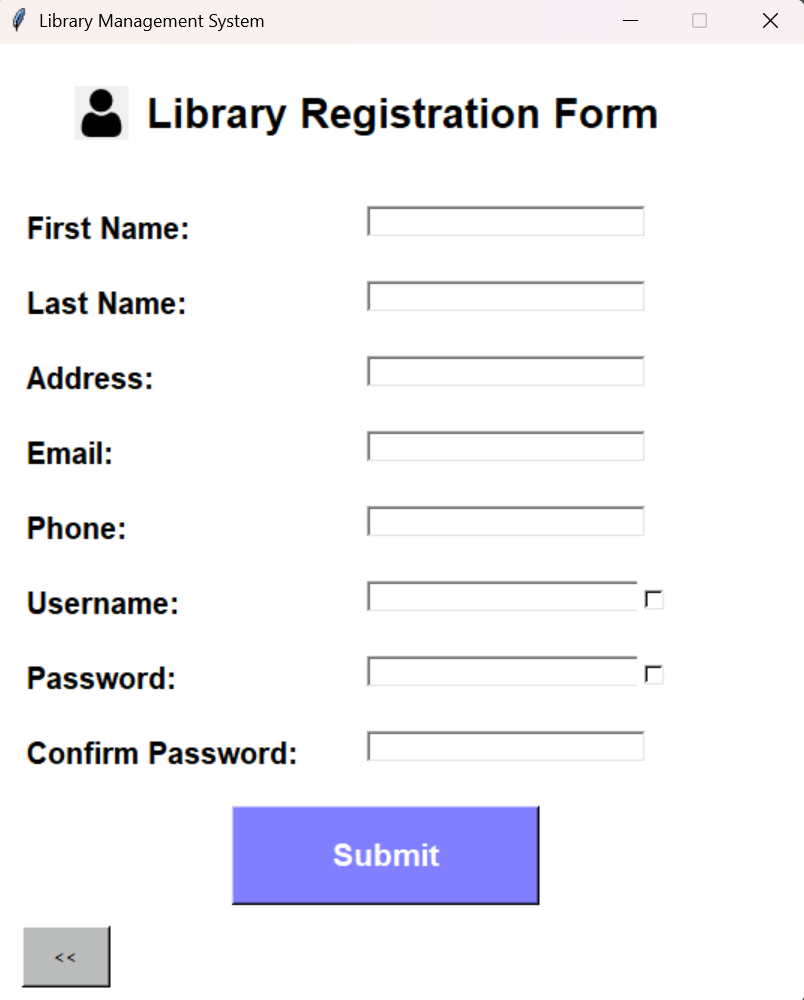 Library Management System
Library Registration Form
First Name:
Last Name:
Address:
Email:
Phone:
Username:
Password:
Confirm Password:
Submit
<<